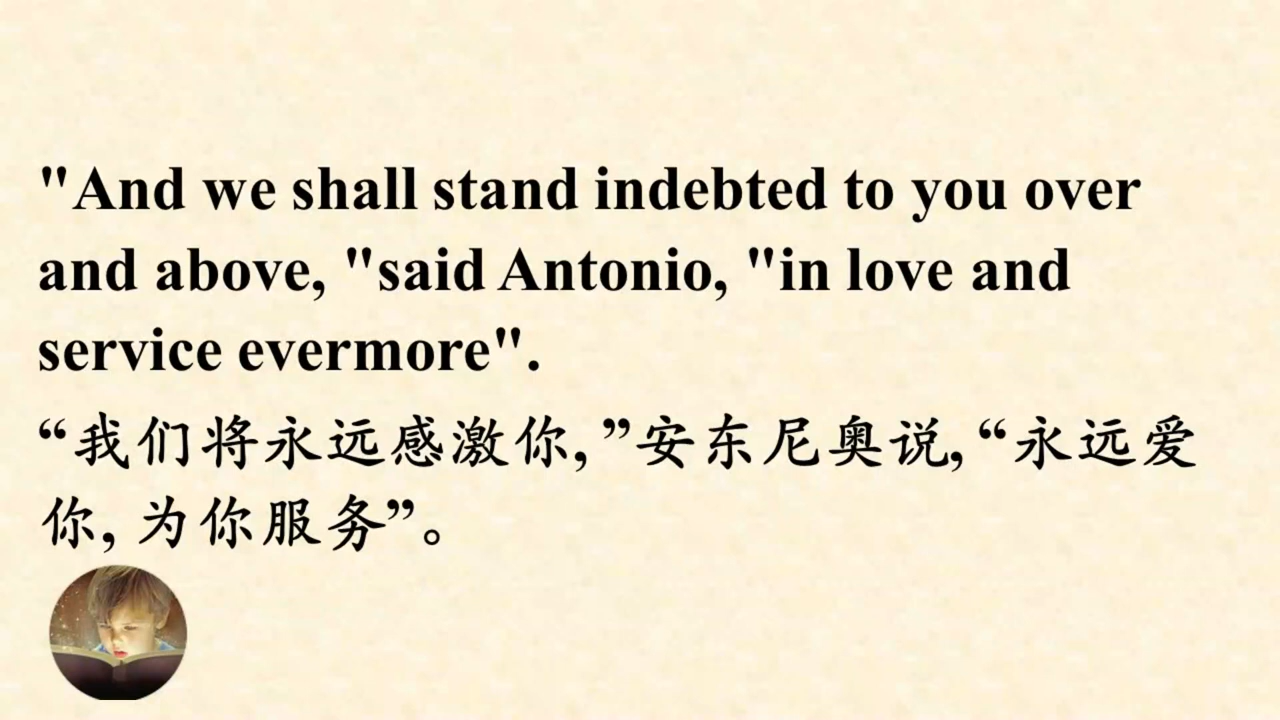 "And we shall stand indebted to you over
and above, "said Antonio, "in love and
service evermore".
“我们将永远感激你, ”安东尼奥说, “永远爱
你, 为你服务”。